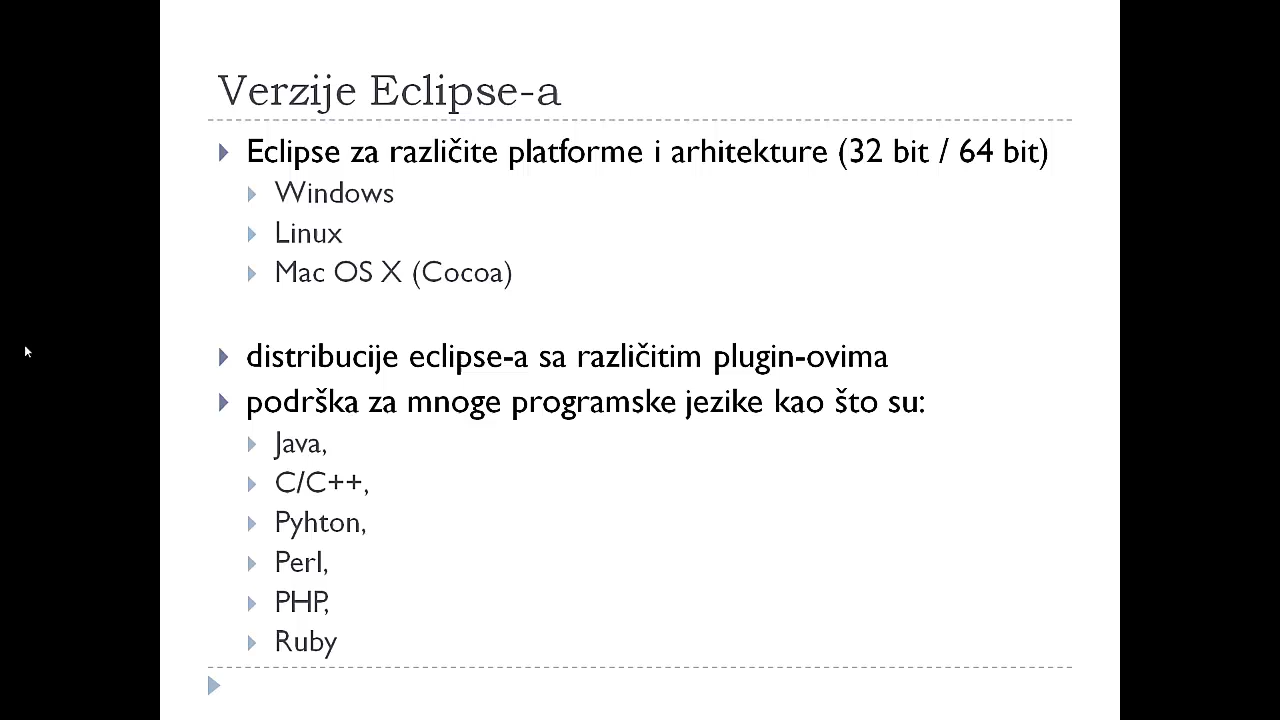 Verzije Eclipse-a
Eclipse za različite platforme i arhitekture (32 bit / 64 bit)
Windows
Linux
Mac OS X (Cocoa)
distribucije eclipse-a sa različitim plugin-ovima
podrška za mnoge programske jezike kao što su:
Java,
C/C++,
Pyhton,
Perl,
PHP,
Ruby